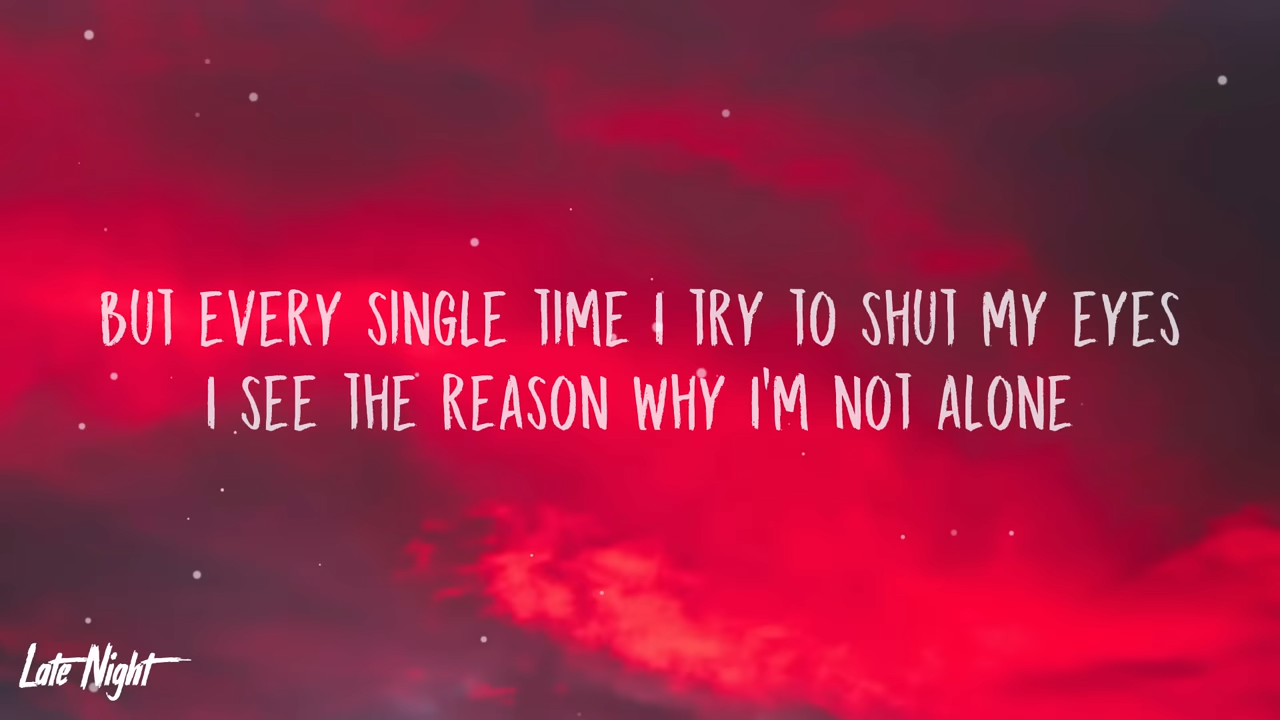 BUT EVERY SINGLE TIME I TRY TO SHUT MY EYES
I SEE THE REASON WHY I'M NOT ALONE
Late Night